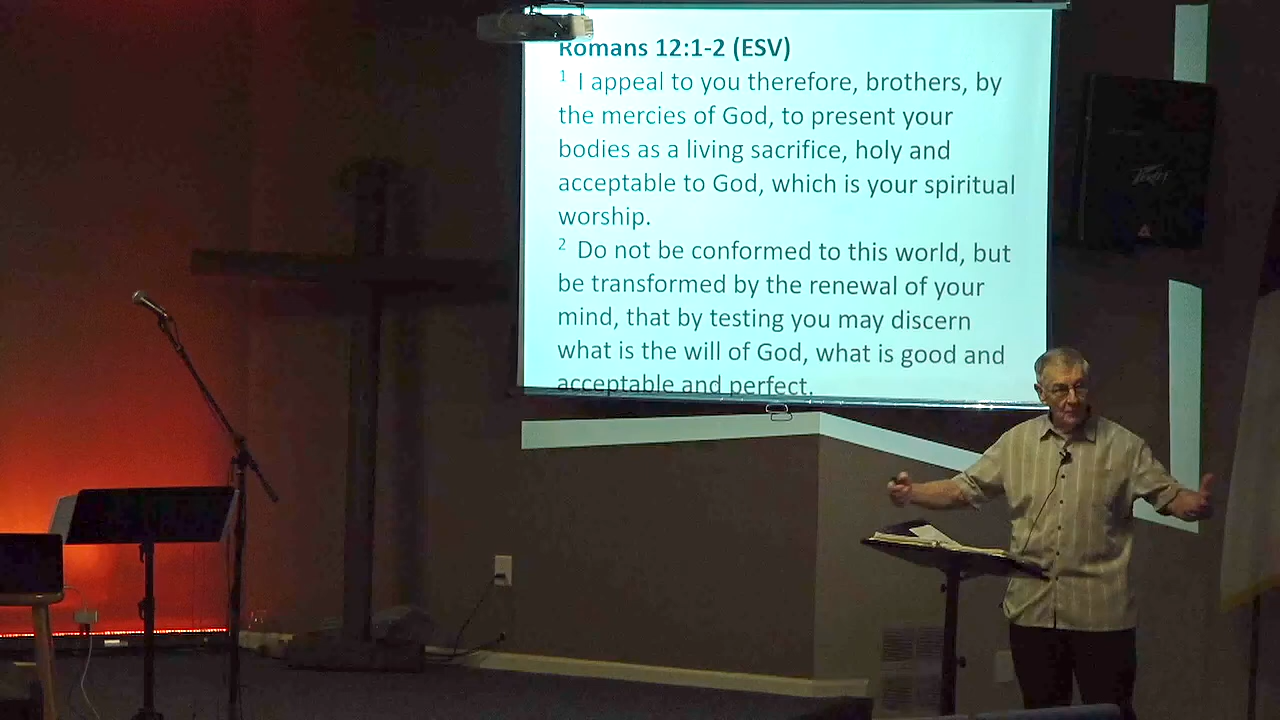 Romans 12:1-2 (ESV)
1 I appeal to you therefore, brothers, by
the mercies of God, to present your
bodies as a living sacrifice, holy and
acceptable to God, which is your spiritual
worship.
2 Do not be conformed to this world, but
be transformed by the renewal of your
mind, that by testing you may discern
what is the will of God, what is good and
acceptable and perfect.
Peavey